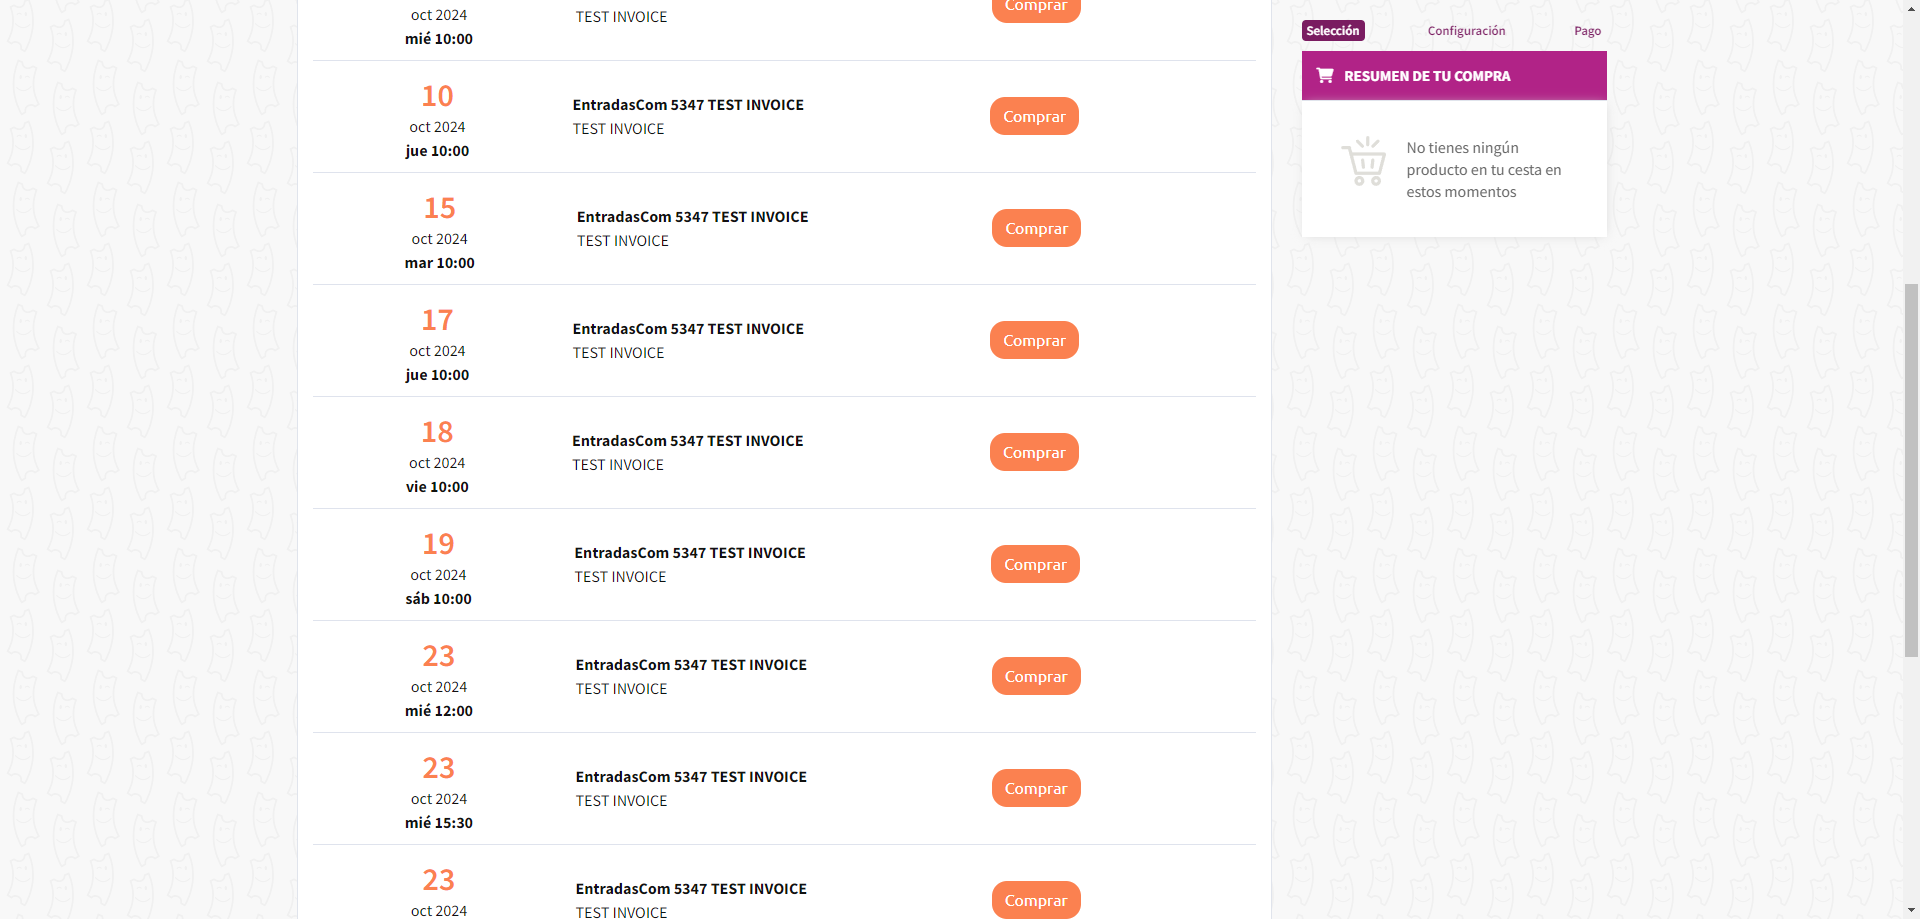 oct 2024
mié 10:00
TEST INVOICE
Comprar
10
oct 2024
jue 10:00
EntradasCom 5347 TEST INVOICE
TEST INVOICE
Comprar
15
oct 2024
mar 10:00
EntradasCom 5347 TEST INVOICE
TEST INVOICE
Comprar
17
oct 2024
jue 10:00
EntradasCom 5347 TEST INVOICE
TEST INVOICE
Comprar
18
oct 2024
vie 10:00
EntradasCom 5347 TEST INVOICE
TEST INVOICE
Comprar
19
oct 2024
sáb 10:00
EntradasCom 5347 TEST INVOICE
TEST INVOICE
Comprar
23
oct 2024
mié 12:00
EntradasCom 5347 TEST INVOICE
TEST INVOICE
Comprar
23
oct 2024
mié 15:30
EntradasCom 5347 TEST INVOICE
TEST INVOICE
Comprar
23
oct 2024
EntradasCom 5347 TEST INVOICE
TEST INVOICE
Comprar
Selección
Configuración
Pago
RESUMEN DE TU COMPRA
No tienes ningún
producto en tu cesta en
estos momentos